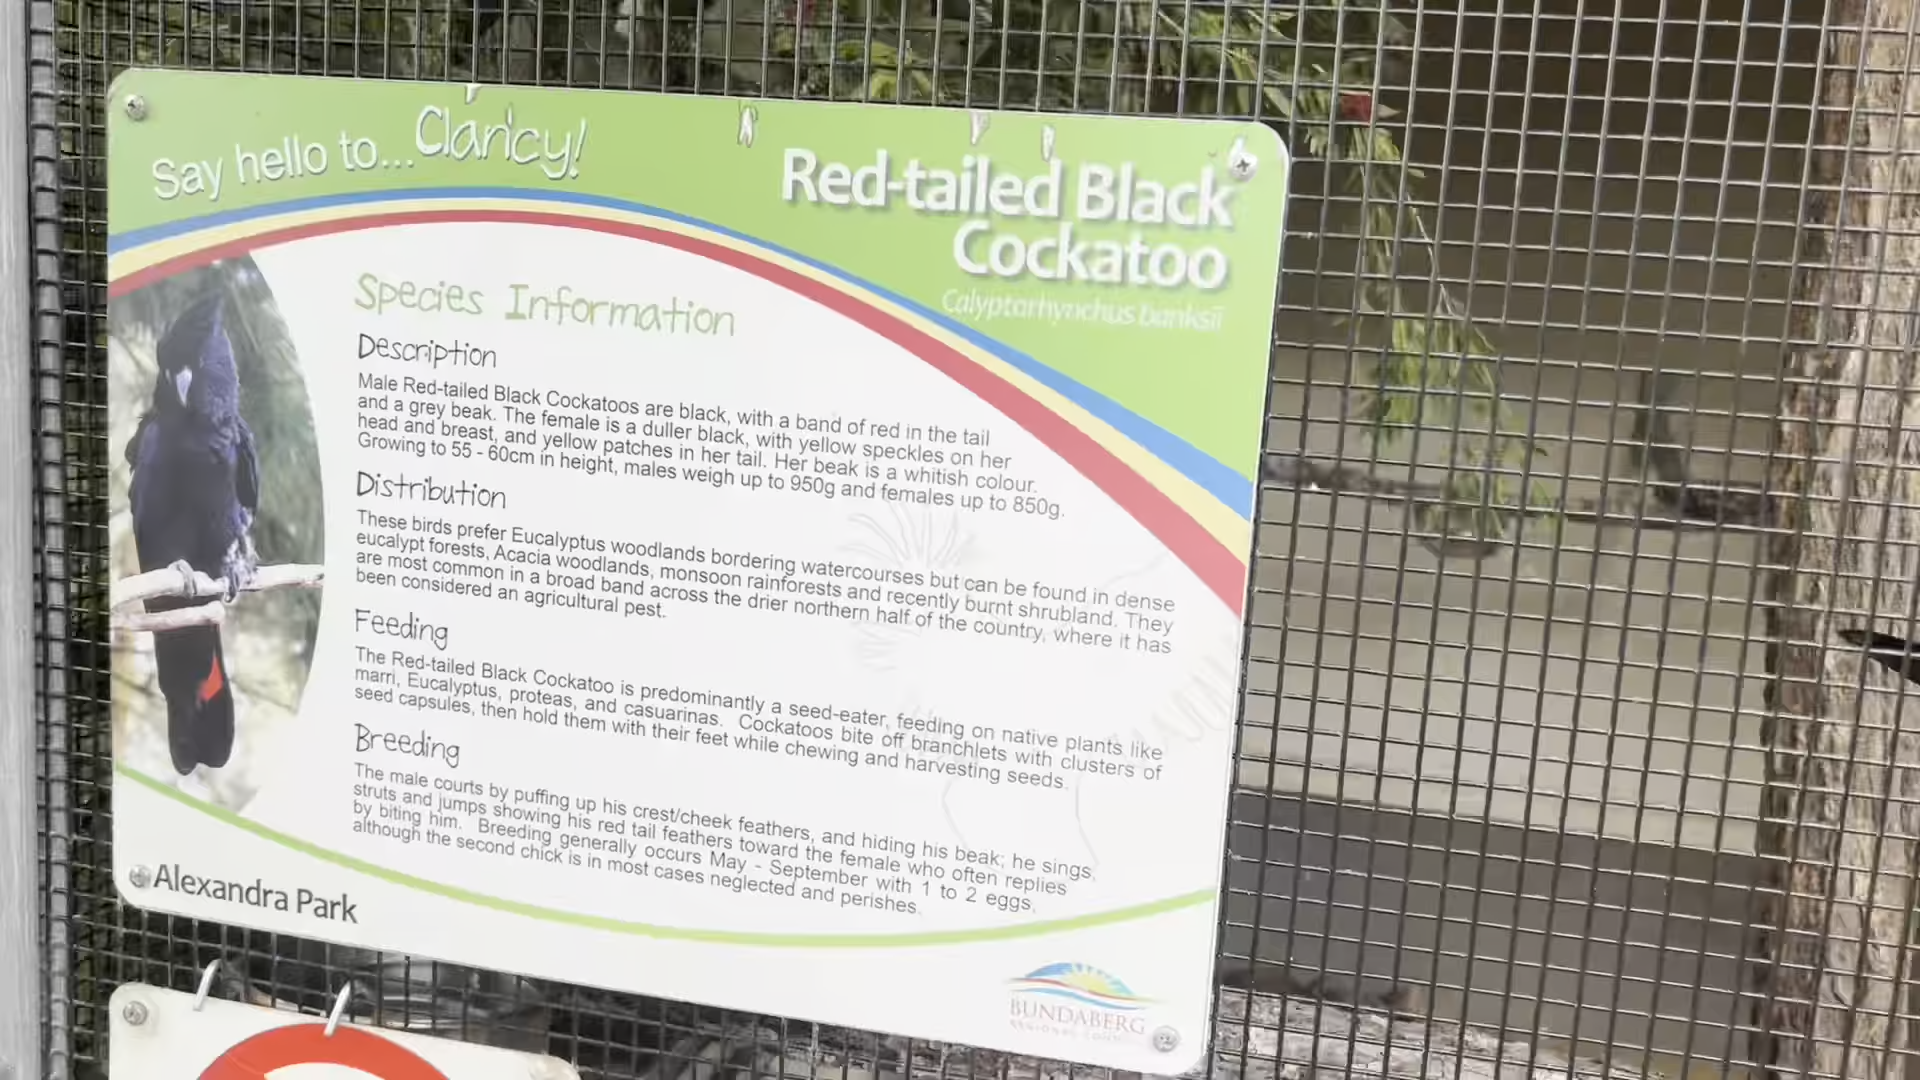 Say hello to... Clancy!
Red-tailed Black
Cockatoo
Calyptorhynchus banksii
Species Information
Description
Male Red-tailed Black Cockatoos are black, with a band of red in the tail
and a grey beak. The female is a duller black, with yellow speckles on her
head and breast, and yellow patches in her tail. Her beak is a whitish colour.
Growing to 55 - 60cm in height, males weigh up to 950g and females up to 850g.
Distribution
These birds prefer Eucalyptus woodlands bordering watercourses but can be found in dense
eucalypt forests, Acacia woodlands, monsoon rainforests and recently burnt shrubland. They
are most common in a broad band across the drier northern half of the country, where it has
been considered an agricultural pest.
Feeding
The Red-tailed Black Cockatoo is predominantly a seed-eater, feeding on native plants like
marri, Eucalyptus, proteas, and casuarinas. Cockatoos bite off branchlets with clusters of
seed capsules, then hold them with their feet while chewing and harvesting seeds.
Breeding
The male courts by puffing up his crest/cheek feathers, and hiding his beak; he sings,
struts and jumps showing his red tail feathers toward the female who often replies
by biting him. Breeding generally occurs May - September with 1 to 2 eggs,
although the second chick is in most cases neglected and perishes.
Alexandra Park
BUNDABERG
REGIONAL COUNCIL